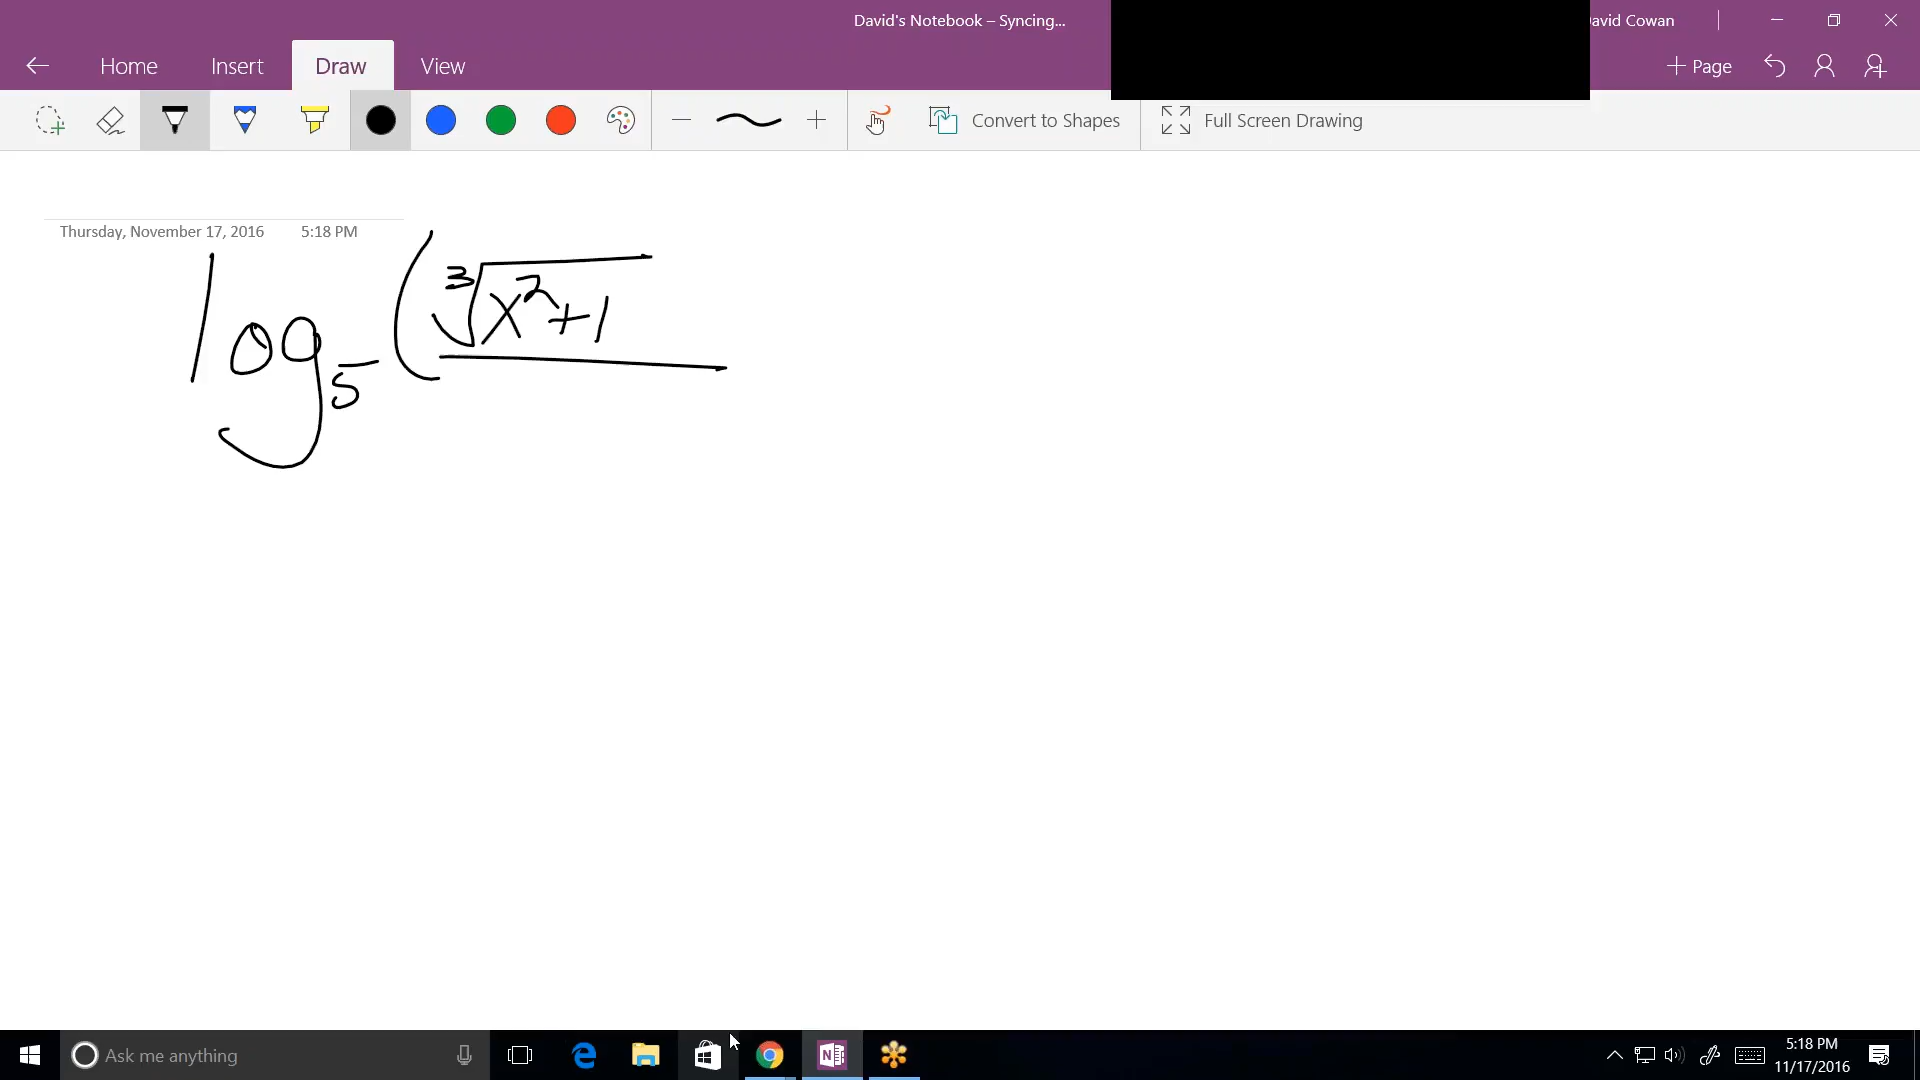 David's Notebook – Syncing...
avid Cowan
Home Insert Draw View
+ Page
Convert to Shapes
Full Screen Drawing
Thursday, November 17, 2016 5:18 PM
log₅(∛(x²+1)
Ask me anything
5:18 PM
11/17/2016